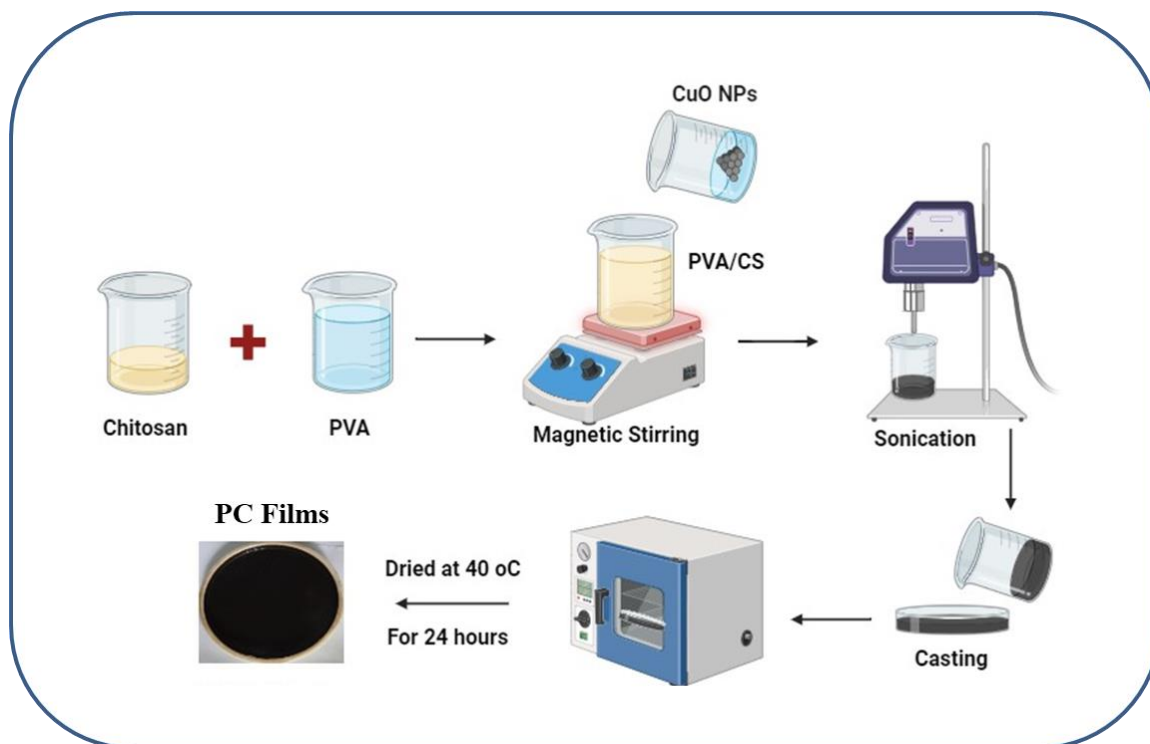 CuO NPs
PVA/CS
Chitosan
PVA
Magnetic Stirring
Sonication
Casting
Dried at 40 oC
For 24 hours
PC Films